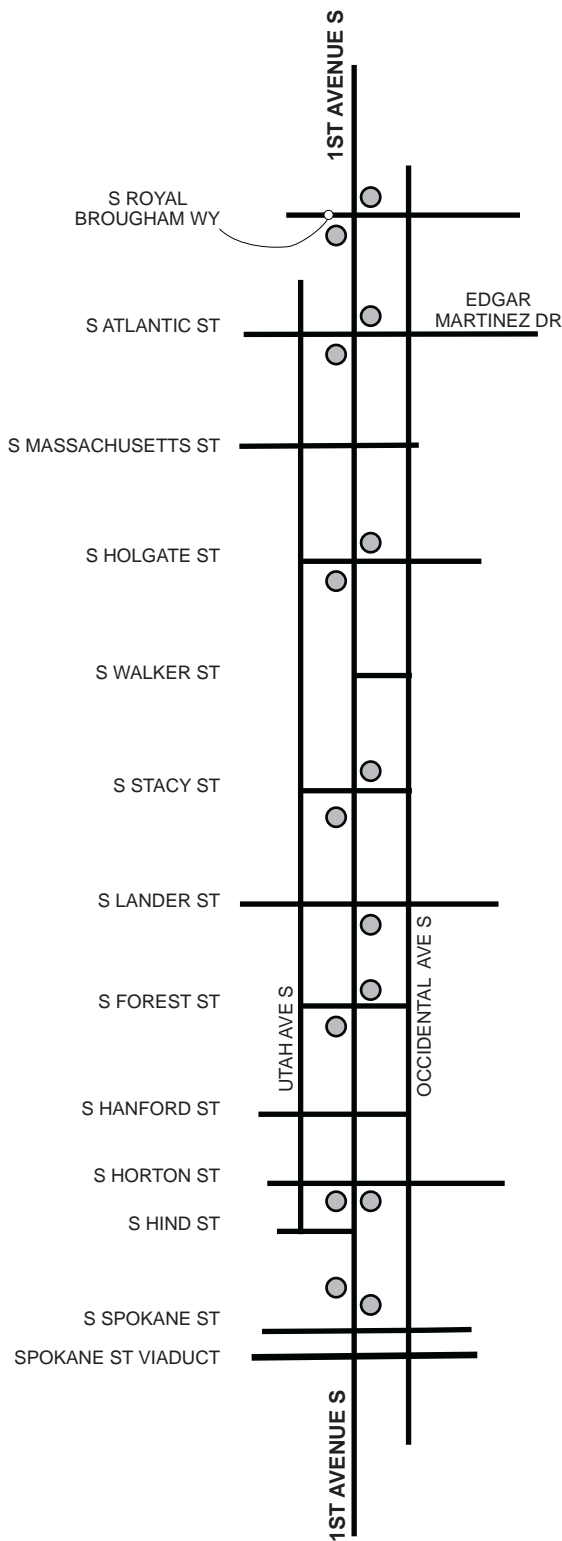 1ST AVENUE S
S ROYAL
BROUGHAM WY
EDGAR
MARTINEZ DR
S ATLANTIC ST
S MASSACHUSETTS ST
S HOLGATE ST
S WALKER ST
S STACY ST
S LANDER ST
OCCIDENTAL AVE S
S FOREST ST
UTAH AVE S
S HANFORD ST
S HORTON ST
S HIND ST
S SPOKANE ST
SPOKANE ST VIADUCT
1ST AVENUE S